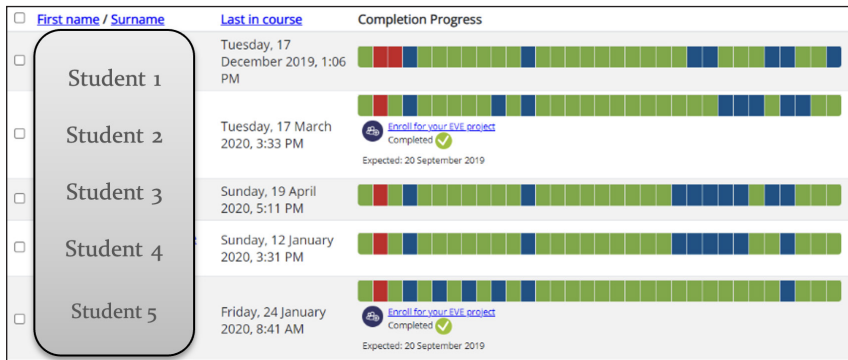 First name / Surname
Last in course
Completion Progress
Student 1
Tuesday, 17
December 2019, 1:06
PM
Student 2
Tuesday, 17 March
2020, 3:33 PM
Enroll for your EVE project
Completed
Expected: 20 September 2019
Student 3
Sunday, 19 April
2020, 5:11 PM
Student 4
Sunday, 12 January
2020, 3:31 PM
Student 5
Friday, 24 January
2020, 8:41 AM
Enroll for your EVE project
Completed
Expected: 20 September 2019